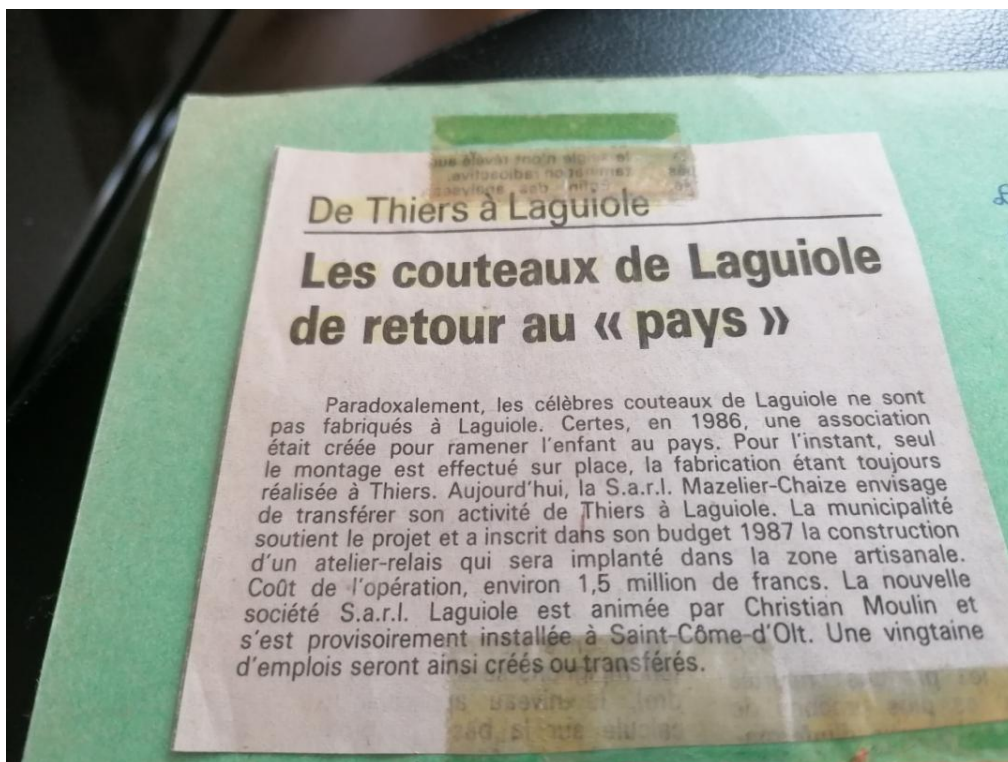 De Thiers à Laguiole
Les couteaux de Laguiole
de retour au « pays »
Paradoxalement, les célèbres couteaux de Laguiole ne sont
pas fabriqués à Laguiole. Certes, en 1986, une association
était créée pour ramener l'enfant au pays. Pour l'instant, seul
le montage est effectué sur place, la fabrication étant toujours
réalisée à Thiers. Aujourd'hui, la S.a.r.l. Mazelier-Chaize envisage
de transférer son activité de Thiers à Laguiole. La municipalité
soutient le projet et a inscrit dans son budget 1987 la construction
d'un atelier-relais qui sera implanté dans la zone artisanale.
Coût de l'opération, environ 1,5 million de francs. La nouvelle
société S.a.r.l. Laguiole est animée par Christian Moulin et
s'est provisoirement installée à Saint-Côme-d'Olt. Une vingtaine
d'emplois seront ainsi créés ou transférés.